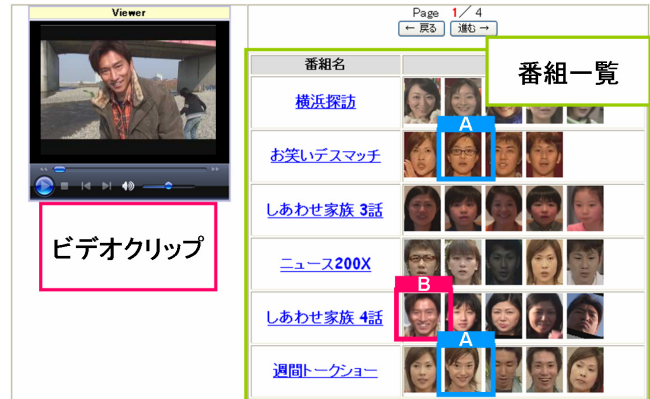 Viewer
Page 1/4
← 戻る 進む →
番組名
番組一覧
横浜探訪
A
お笑いデスマッチ
しあわせ家族 3話
ビデオクリップ
ニュース200X
B
しあわせ家族 4話
A
週間トークショー